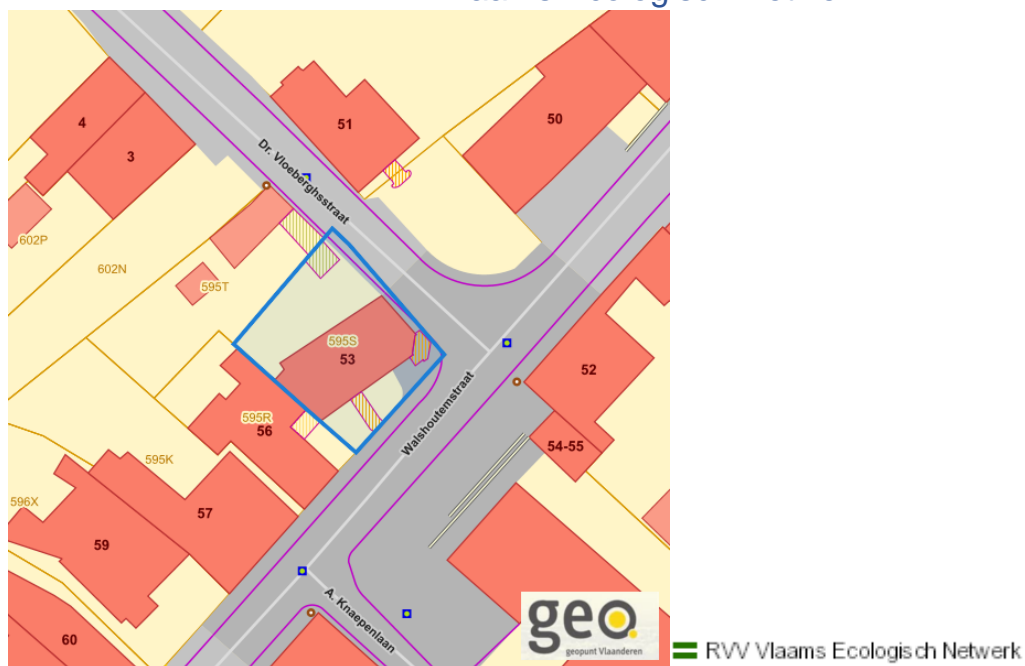 4
3
51
50
Dr. Vloeberghsstraat
602P
602N
595T
595S
53
52
Walshoutemstraat
595R
56
54-55
595K
596X
57
59
A. Knaepenlaan
60
geo.
geopunt Vlaanderen
RVV Vlaams Ecologisch Netwerk